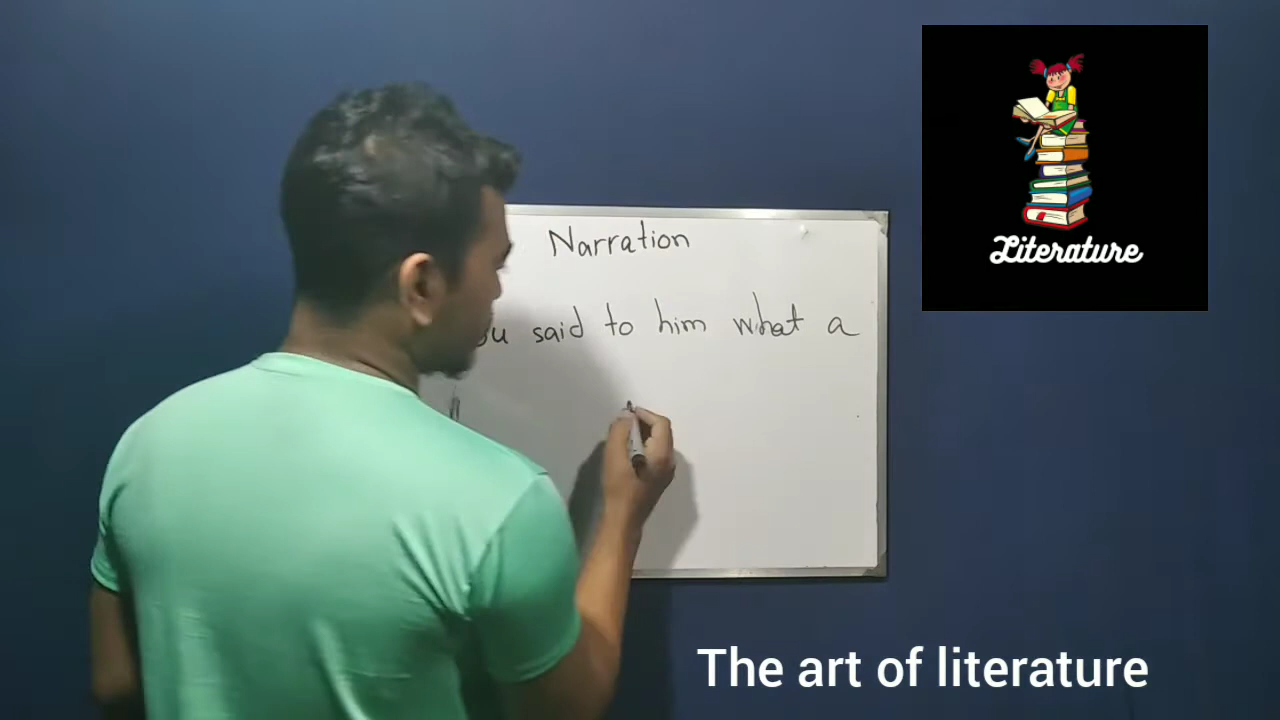 Narration
said to him what a
Literature
The art of literature